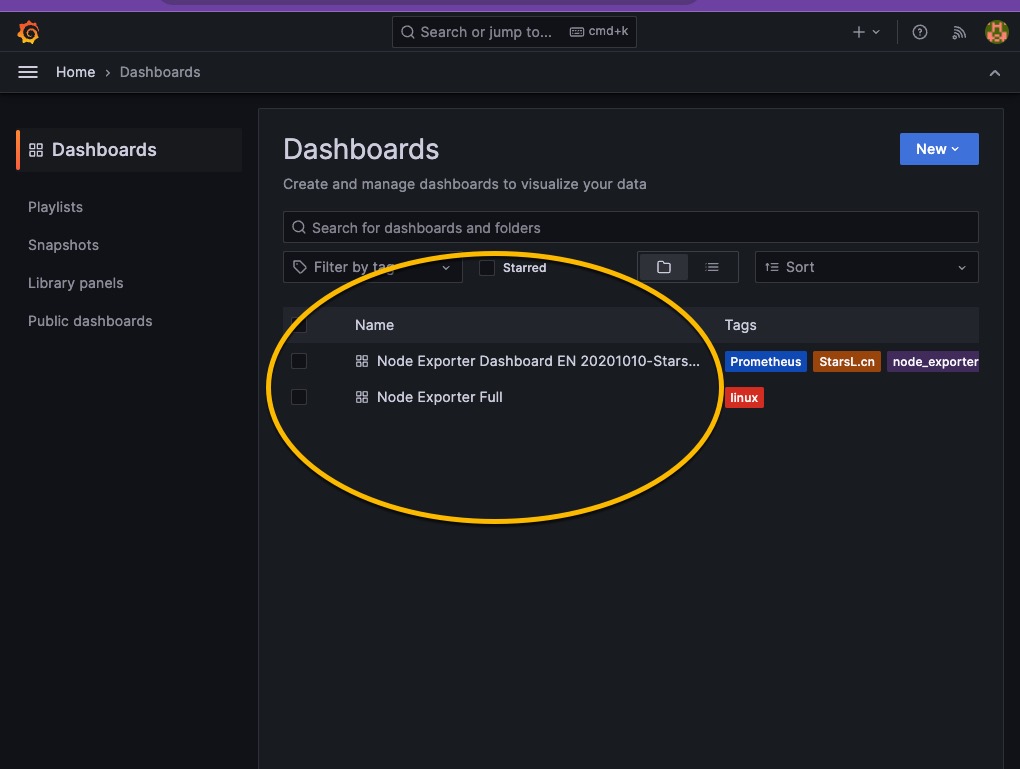 Search or jump to... cmd+k
Home › Dashboards
Dashboards
Playlists
Snapshots
Library panels
Public dashboards
Dashboards
New
Create and manage dashboards to visualize your data
Search for dashboards and folders
Filter by tag Starred Sort
Name Tags
Node Exporter Dashboard EN 20201010-Stars... Prometheus StarsL.cn node_exporter
Node Exporter Full linux